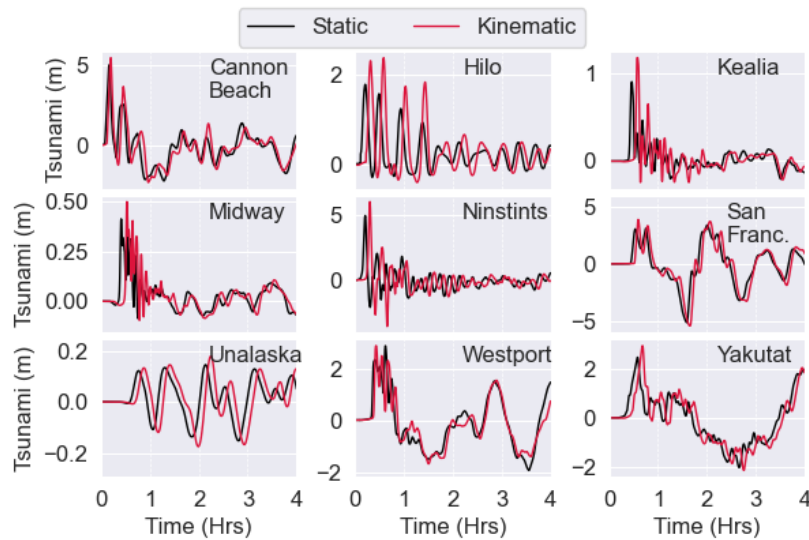 Static Kinematic
Cannon
Beach
Hilo
Kealia
Tsunami (m)
5
0
2
0
1
0
Midway
Ninstints
San
Franc.
Tsunami (m)
0.50
0.25
0.00
5
0
5
0
−5
Unalaska
Westport
Yakutat
Tsunami (m)
0.2
0.0
−0.2
2
0
−2
2
0
−2
0 1 2 3 4
0 1 2 3 4
0 1 2 3 4
Time (Hrs)
Time (Hrs)
Time (Hrs)